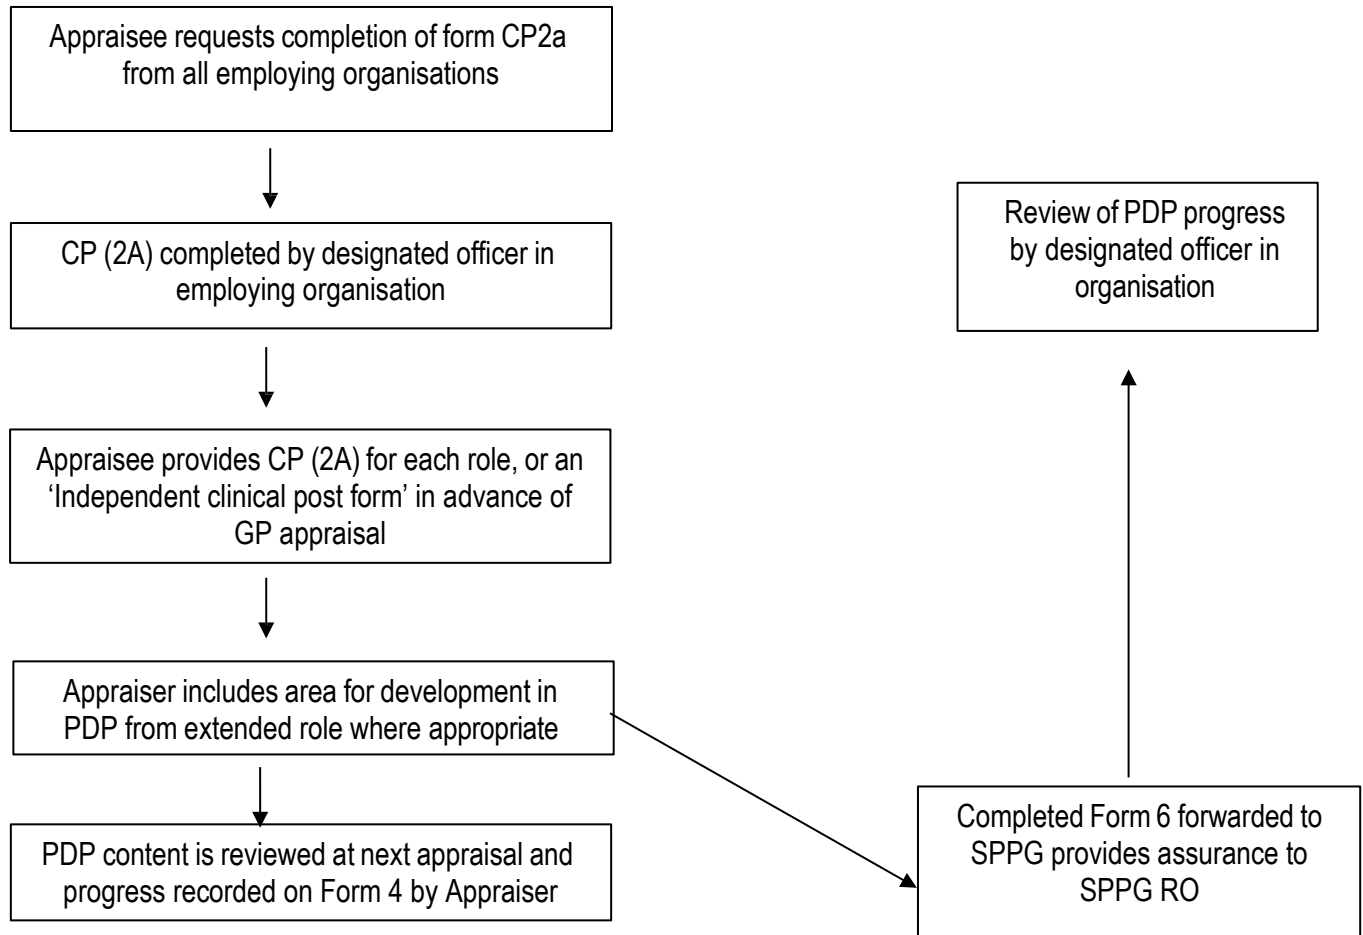 Appraisee requests completion of form CP2a
from all employing organisations
CP (2A) completed by designated officer in
employing organisation
Appraisee provides CP (2A) for each role, or an
‘Independent clinical post form’ in advance of
GP appraisal
Appraiser includes area for development in
PDP from extended role where appropriate
PDP content is reviewed at next appraisal and
progress recorded on Form 4 by Appraiser
Completed Form 6 forwarded to
SPPG provides assurance to
SPPG RO
Review of PDP progress
by designated officer in
organisation